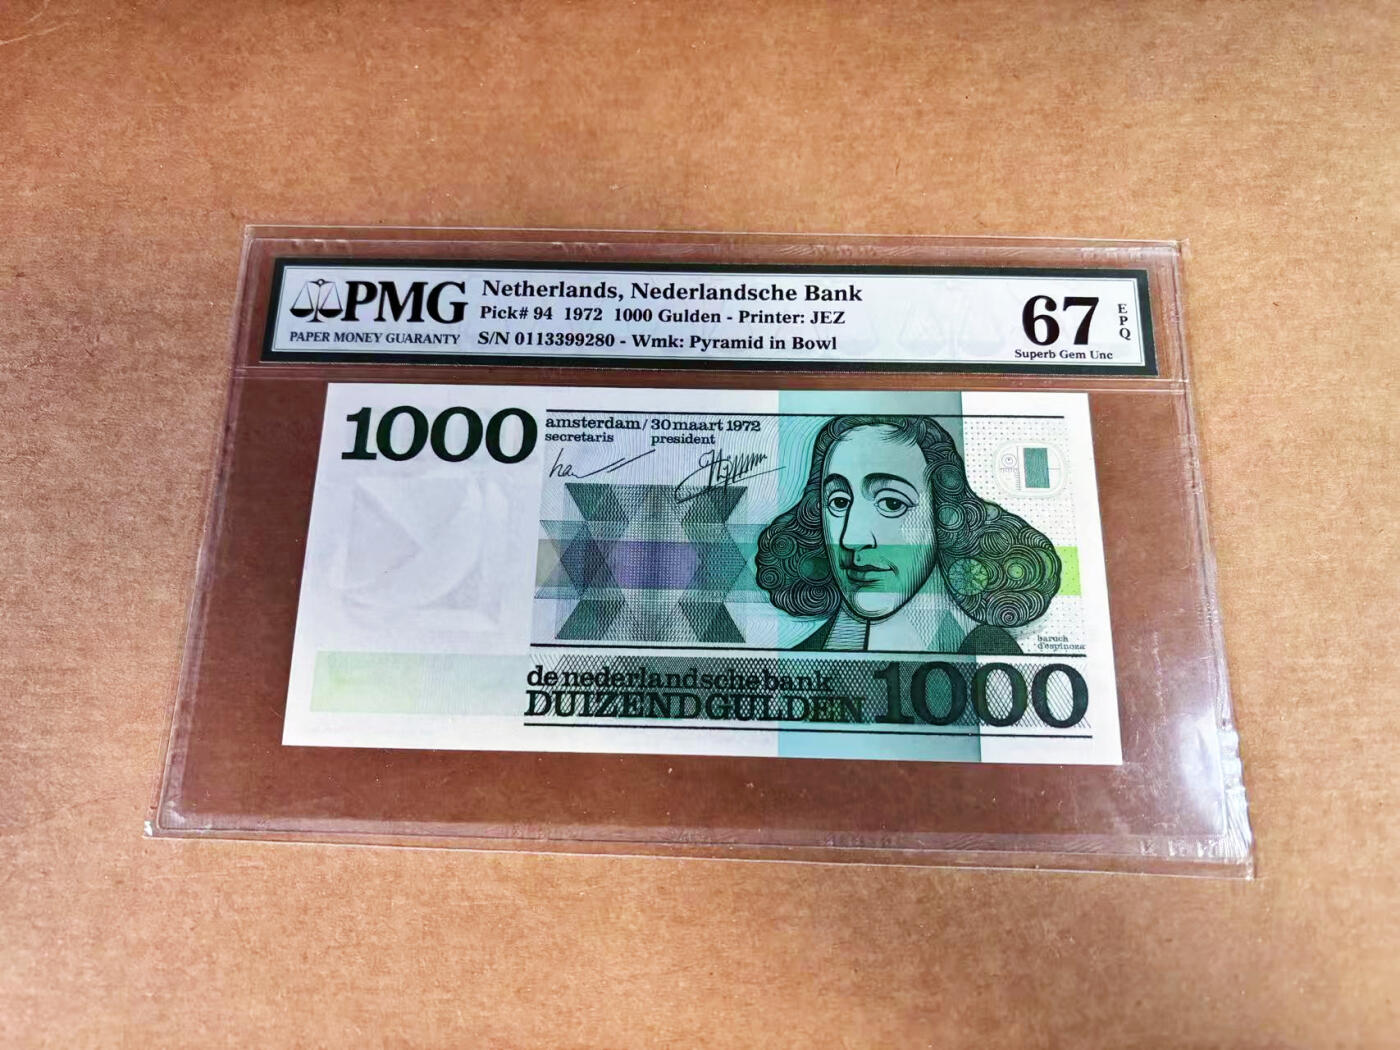 PMG
PAPER MONEY GUARANTY
Netherlands, Nederlandsche Bank
Pick# 94 1972 1000 Gulden - Printer: JEZ
S/N 0113399280 - Wmk: Pyramid in Bowl
67
EPQ
Superb Gem Unc
1000
amsterdam / 30 maart 1972
secretaris president
baruch
d'espinoza
de nederlandsche bank
DUIZEND GULDEN
1000